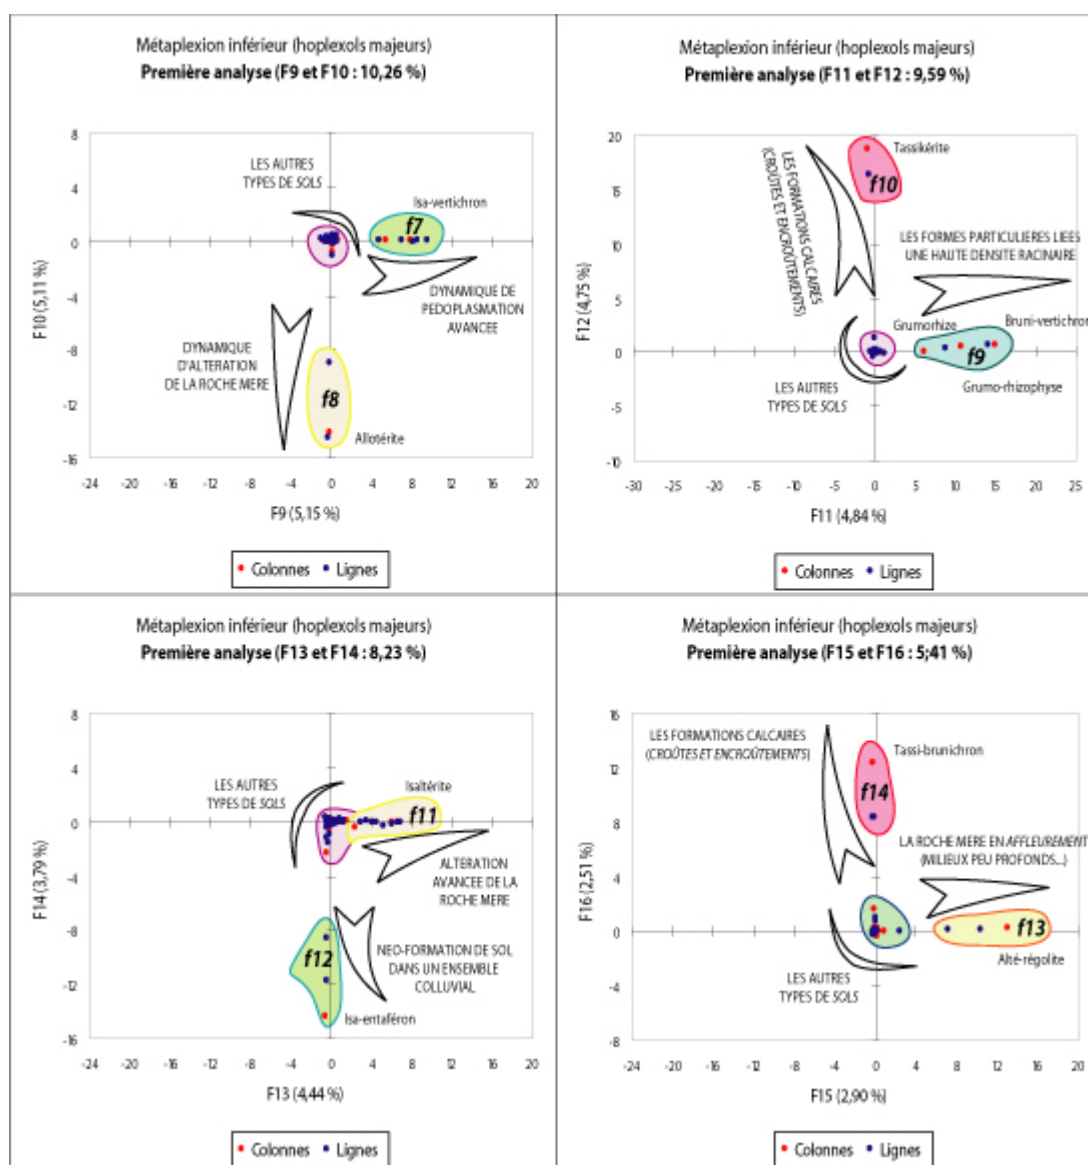 Métaplexion inférieur (hoplexols majeurs)
Première analyse (F9 et F10 : 10,26 %)
8
4
0
-4
-8
-12
-16
F10 (5,11 %)
LES AUTRES
TYPES DE SOLS
Isa-vertichron
f7
DYNAMIQUE DE
PEDOPLASMATION
AVANCEE
DYNAMIQUE
D'ALTERATION
DE LA ROCHE MERE
f8
Allotérite
-24 -20 -16 -12 -8 -4 0 4 8 12 16 20
F9 (5,15 %)
Colonnes Lignes
Métaplexion inférieur (hoplexols majeurs)
Première analyse (F11 et F12 : 9,59 %)
20
15
10
5
0
-5
-10
F12 (4,75 %)
Tassikérite
f10
LES FORMATIONS CALCAIRES
(CROÛTES ET ENCROÛTEMENTS)
LES FORMES PARTICULIERES LIEES
UNE HAUTE DENSITE RACINAIRE
Grumorhize
Bruni-vertichron
f9
Grumo-rhizophyse
LES AUTRES
TYPES DE SOLS
-30 -25 -20 -15 -10 -5 0 5 10 15 20 25
F11 (4,84 %)
Colonnes Lignes
Métaplexion inférieur (hoplexols majeurs)
Première analyse (F13 et F14 : 8,23 %)
8
4
0
-4
-8
-12
-16
F14 (3,79 %)
LES AUTRES
TYPES DE SOLS
Isaltérite
f11
ALTERATION
AVANCEE DE LA
ROCHE MERE
f12
NEO-FORMATION DE SOL
DANS UN ENSEMBLE
COLLUVIAL
Isa-entaféron
-24 -20 -16 -12 -8 -4 0 4 8 12 16 20
F13 (4,44 %)
Colonnes Lignes
Métaplexion inférieur (hoplexols majeurs)
Première analyse (F15 et F16 : 5;41 %)
16
12
8
4
0
-4
-8
F16 (2,51 %)
LES FORMATIONS CALCAIRES
(CROÛTES ET ENCROÛTEMENTS)
Tassi-brunichron
f14
LA ROCHE MERE EN AFFLEUREMENT
(MILIEUX PEU PROFONDS...)
f13
Alté-régolite
LES AUTRES
TYPES DE SOLS
-24 -20 -16 -12 -8 -4 0 4 8 12 16 20
F15 (2,90 %)
Colonnes Lignes